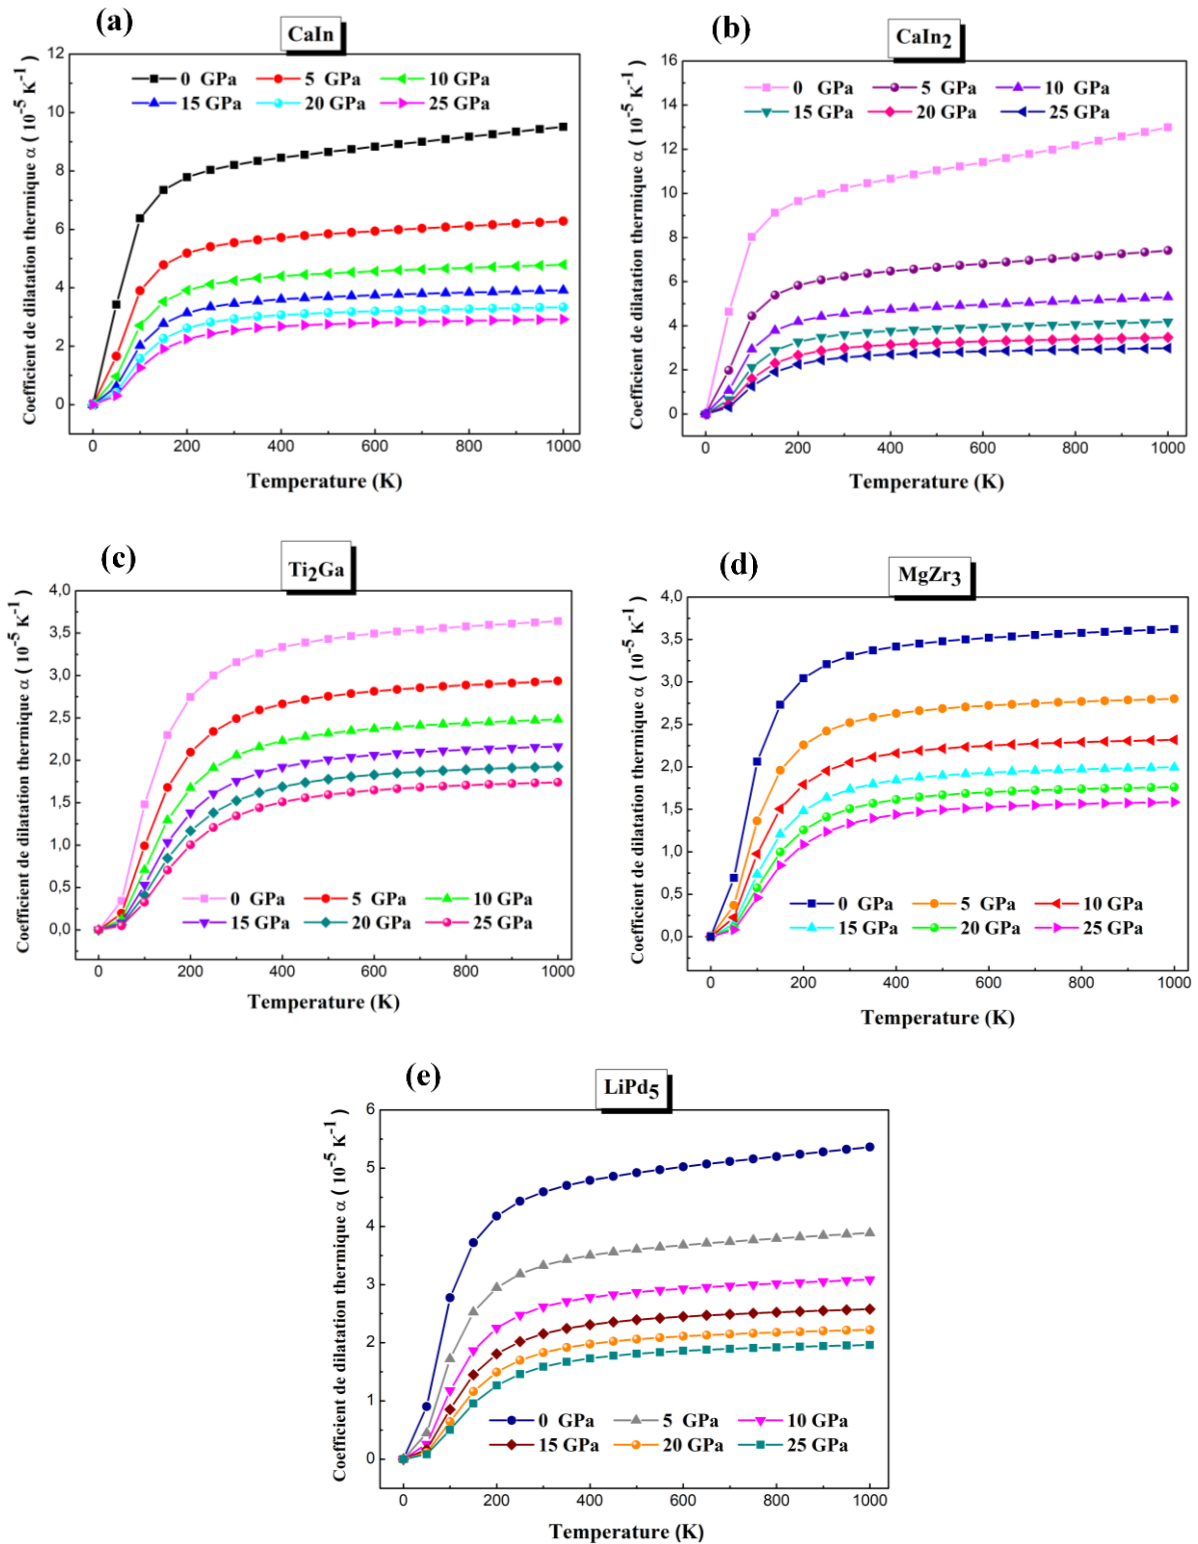 (a)
CaIn
Coefficient de dilatation thermique α ( 10⁻⁵ K⁻¹ )
12
10
8
6
4
2
0
0 GPa 5 GPa 10 GPa
15 GPa 20 GPa 25 GPa
0 200 400 600 800 1000
Temperature (K)
(b)
CaIn₂
Coefficient de dilatation thermique α ( 10⁻⁵ K⁻¹ )
16
14
12
10
8
6
4
2
0
0 GPa 5 GPa 10 GPa
15 GPa 20 GPa 25 GPa
0 200 400 600 800 1000
Temperature (K)
(c)
Ti₂Ga
Coefficient de dilatation thermique α ( 10⁻⁵ K⁻¹ )
4,0
3,5
3,0
2,5
2,0
1,5
1,0
0,5
0,0
0 GPa 5 GPa 10 GPa
15 GPa 20 GPa 25 GPa
0 200 400 600 800 1000
Temperature (K)
(d)
MgZr₃
Coefficient de dilatation thermique α ( 10⁻⁵ K⁻¹ )
4,0
3,5
3,0
2,5
2,0
1,5
1,0
0,5
0,0
0 GPa 5 GPa 10 GPa
15 GPa 20 GPa 25 GPa
0 200 400 600 800 1000
Temperature (K)
(e)
LiPd₅
Coefficient de dilatation thermique α ( 10⁻⁵ K⁻¹ )
6
5
4
3
2
1
0
0 GPa 5 GPa 10 GPa
15 GPa 20 GPa 25 GPa
0 200 400 600 800 1000
Temperature (K)